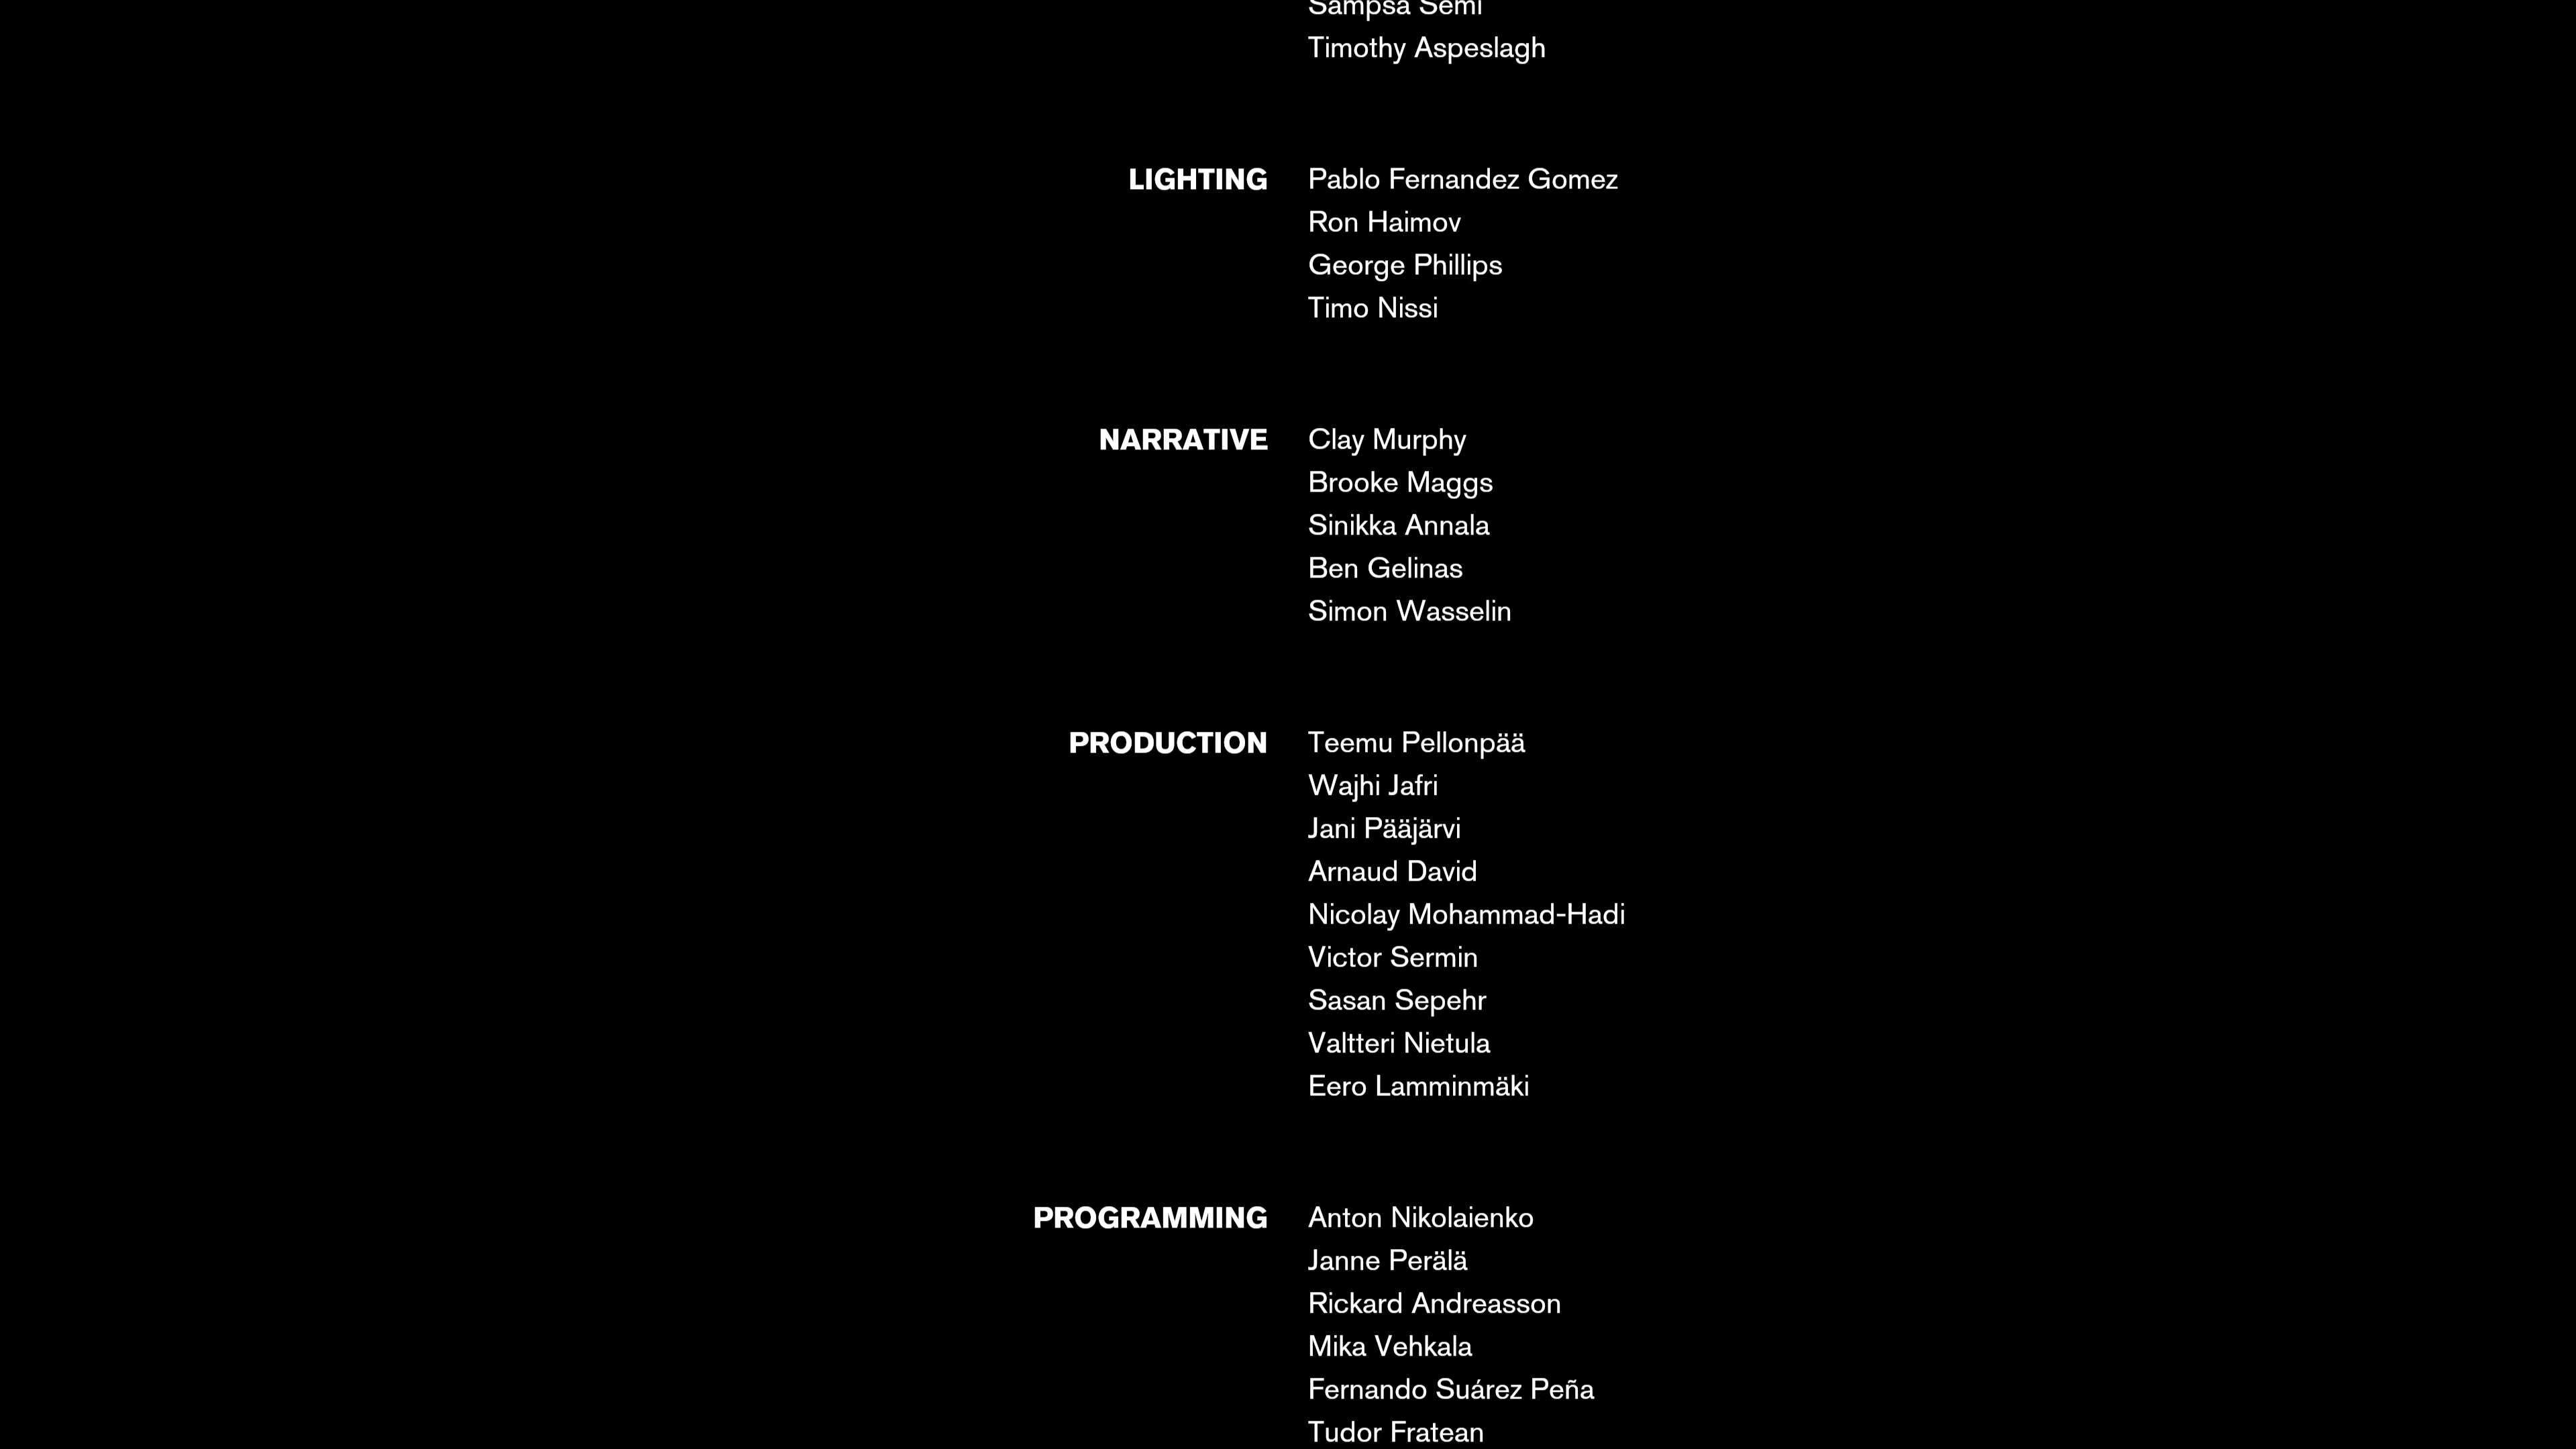 Sampsa Semi
Timothy Aspeslagh
LIGHTING Pablo Fernandez Gomez
Ron Haimov
George Phillips
Timo Nissi
NARRATIVE Clay Murphy
Brooke Maggs
Sinikka Annala
Ben Gelinas
Simon Wasselin
PRODUCTION Teemu Pellonpää
Wajhi Jafri
Jani Pääjärvi
Arnaud David
Nicolay Mohammad-Hadi
Victor Sermin
Sasan Sepehr
Valtteri Nietula
Eero Lamminmäki
PROGRAMMING Anton Nikolaienko
Janne Perälä
Rickard Andreasson
Mika Vehkala
Fernando Suárez Peña
Tudor Fratean